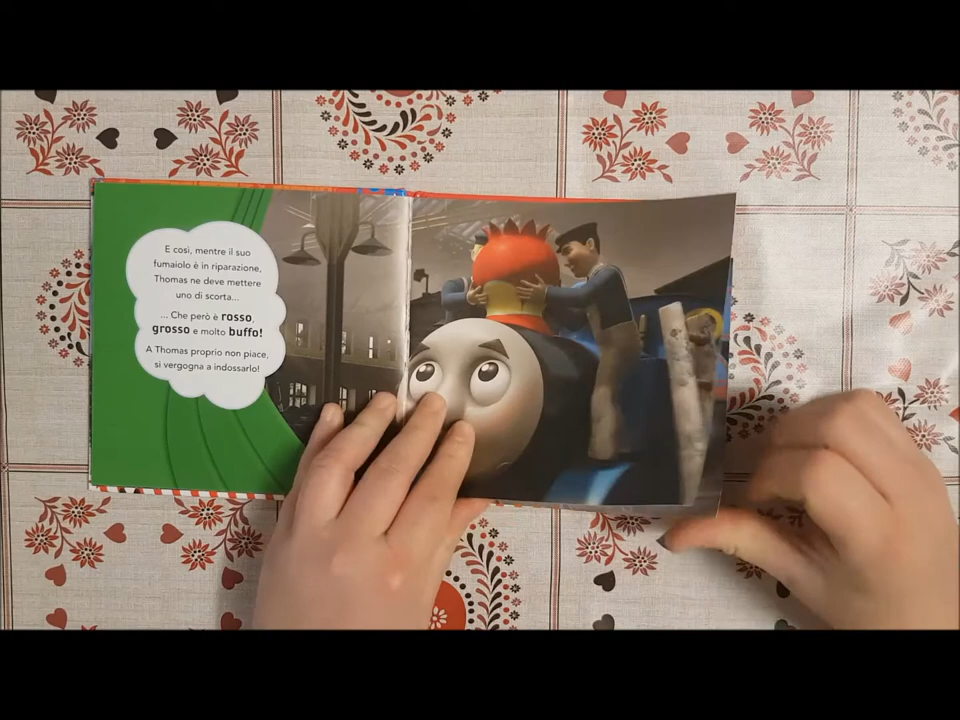 E così, mentre il suo
fumaiolo è in riparazione,
Thomas ne deve mettere
uno di scorta...
... Che però è rosso,
grosso e molto buffo!
A Thomas proprio non piace,
si vergogna a indossarlo!